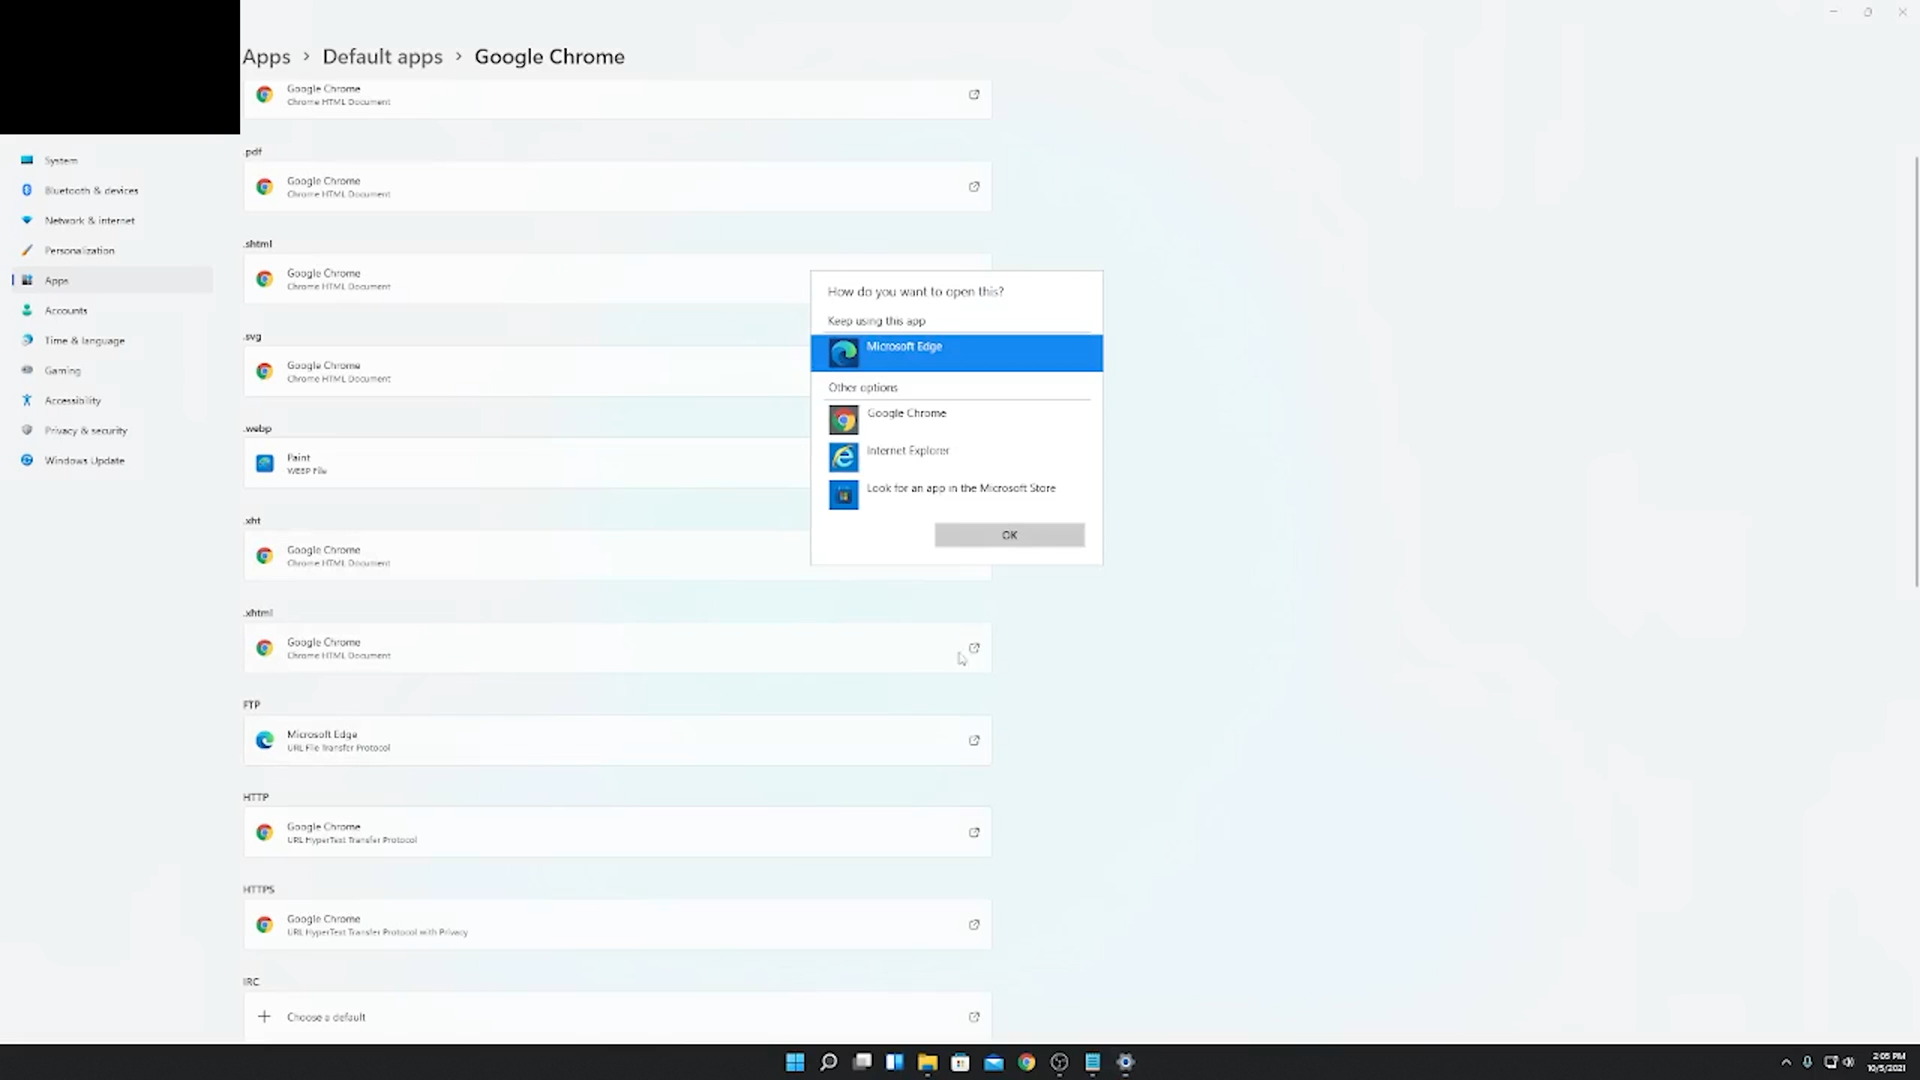 Apps > Default apps > Google Chrome
Google Chrome
Chrome HTML Document
.pdf
Google Chrome
Chrome HTML Document
.shtml
Google Chrome
Chrome HTML Document
.svg
Google Chrome
Chrome HTML Document
.webp
Paint
WEBP File
.xht
Google Chrome
Chrome HTML Document
.xhtml
Google Chrome
Chrome HTML Document
FTP
Microsoft Edge
URL:File Transfer Protocol
HTTP
Google Chrome
URL:HyperText Transfer Protocol
HTTPS
Google Chrome
URL:HyperText Transfer Protocol with Privacy
IRC
Choose a default
System
Bluetooth & devices
Network & internet
Personalization
Apps
Accounts
Time & language
Gaming
Accessibility
Privacy & security
Windows Update
How do you want to open this?
Keep using this app
Microsoft Edge
Other options
Google Chrome
Internet Explorer
Look for an app in the Microsoft Store
OK
2:05 PM
10/5/2021